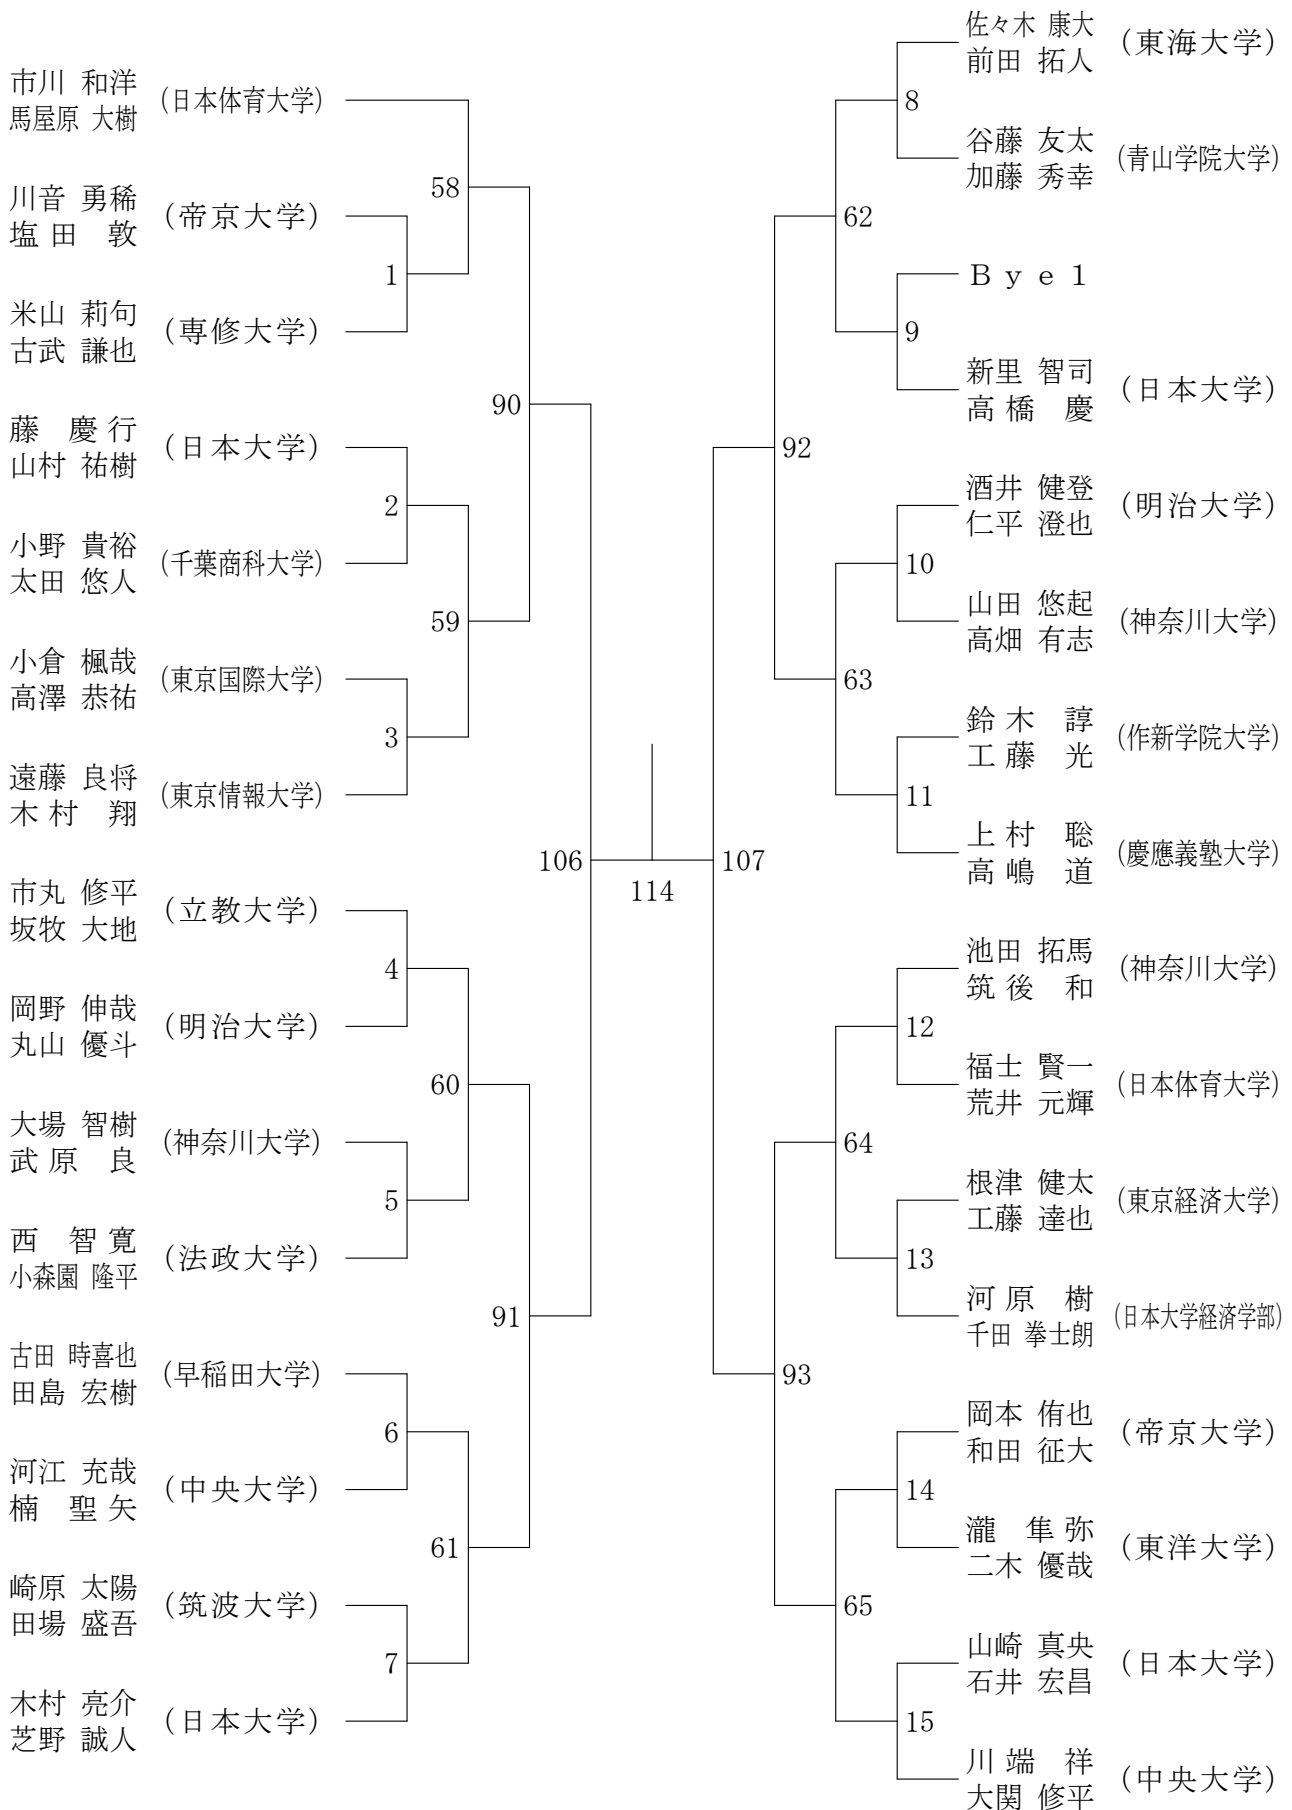 市川 和洋
馬屋原 大樹
(日本体育大学)
川音 勇稀
塩田 敦
(帝京大学)
米山 莉句
古武 謙也
(専修大学)
藤 慶行
山村 祐樹
(日本大学)
小野 貴裕
太田 悠人
(千葉商科大学)
小倉 楓哉
高澤 恭祐
(東京国際大学)
遠藤 良将
木村 翔
(東京情報大学)
市丸 修平
坂牧 大地
(立教大学)
岡野 伸哉
丸山 優斗
(明治大学)
大場 智樹
武原 良
(神奈川大学)
西 智寛
小森園 隆平
(法政大学)
古田 時喜也
田島 宏樹
(早稲田大学)
河江 充哉
楠 聖矢
(中央大学)
崎原 太陽
田場 盛吾
(筑波大学)
木村 亮介
芝野 誠人
(日本大学)
1
2
3
4
5
6
7
58
59
60
61
90
91
106
114
107
92
93
62
63
64
65
8
9
10
11
12
13
14
15
佐々木 康大
前田 拓人
(東海大学)
谷藤 友太
加藤 秀幸
(青山学院大学)
Bye1
新里 智司
高橋 慶
(日本大学)
酒井 健登
仁平 澄也
(明治大学)
山田 悠起
高畑 有志
(神奈川大学)
鈴木 諄
工藤 光
(作新学院大学)
上村 聡
高嶋 道
(慶應義塾大学)
池田 拓馬
筑後 和
(神奈川大学)
福士 賢一
荒井 元輝
(日本体育大学)
根津 健太
工藤 達也
(東京経済大学)
河原 樹
千田 拳士朗
(日本大学経済学部)
岡本 侑也
和田 征大
(帝京大学)
瀧 隼弥
二木 優哉
(東洋大学)
山崎 真央
石井 宏昌
(日本大学)
川端 祥
大関 修平
(中央大学)